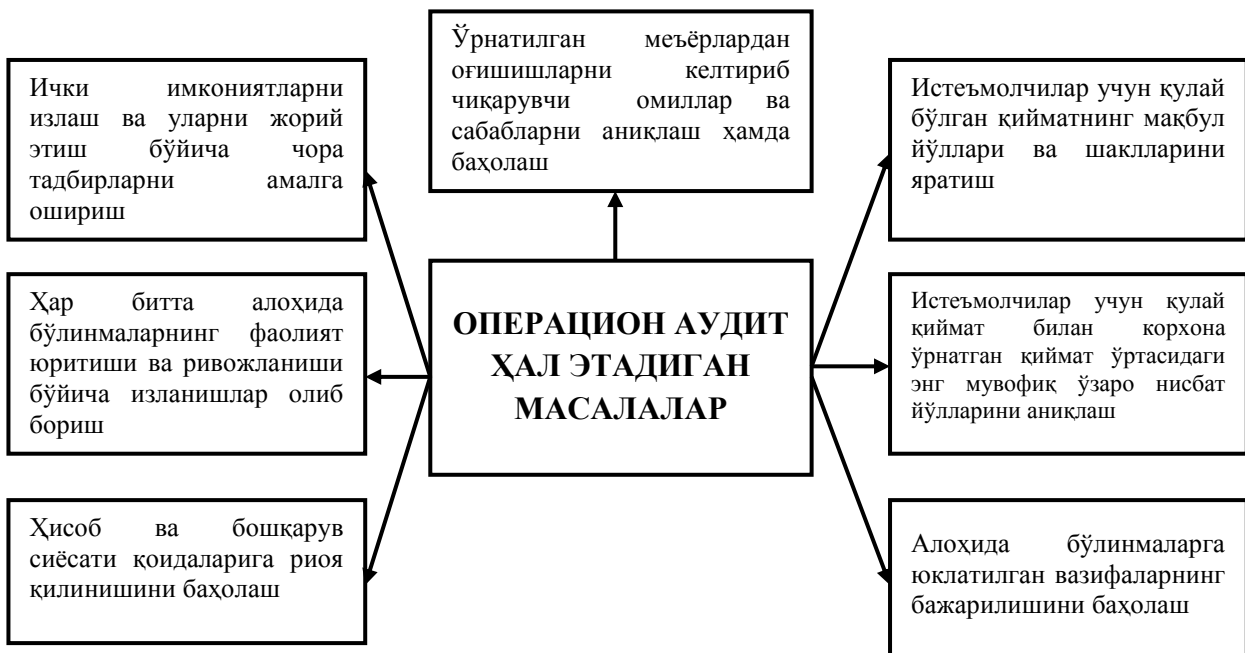 Ички имкониятларни
излаш ва уларни жорий
этиш бўйича чора
тадбирларни амалга
ошириш
Ўрнатилган меъёрлардан
оғишишларни келтириб
чиқарувчи омиллар ва
сабабларни аниқлаш ҳамда
баҳолаш
Истеъмолчилар учун қулай
бўлган қийматнинг мақбул
йўллари ва шаклларини
яратиш
Ҳар битта алоҳида
бўлинмаларнинг фаолият
юритиши ва ривожланиши
бўйича изланишлар олиб
бориш
ОПЕРАЦИОН АУДИТ
ҲАЛ ЭТАДИГАН
МАСАЛАЛАР
Истеъмолчилар учун қулай
қиймат билан корхона
ўрнатган қиймат ўртасидаги
энг мувофиқ ўзаро нисбат
йўлларини аниқлаш
Ҳисоб ва бошқарув
сиёсати қоидаларига риоя
қилинишини баҳолаш
Алоҳида бўлинмаларга
юклатилган вазифаларнинг
бажарилишини баҳолаш